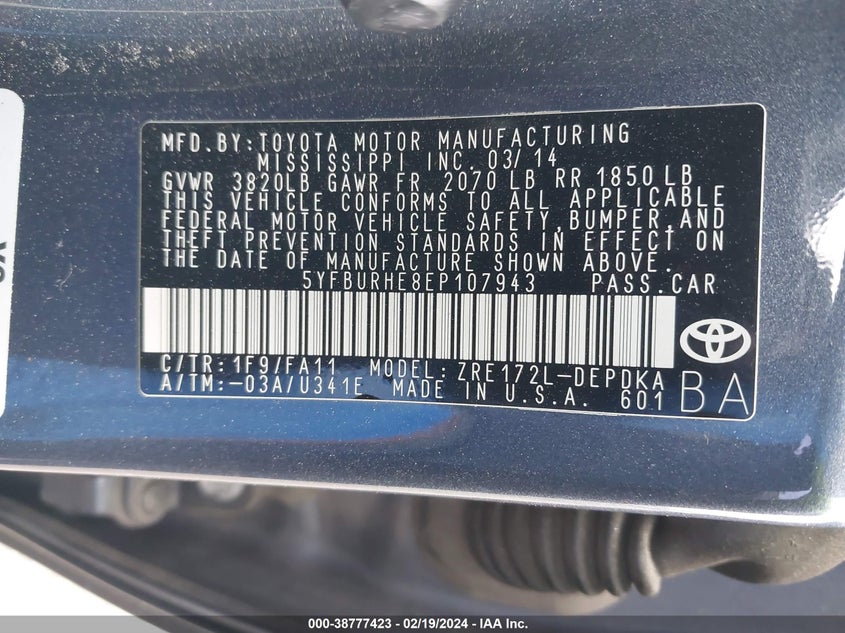 MFD.BY:TOYOTA MOTOR MANUFACTURING
MISSISSIPPI INC. 03/14
GVWR 3820LB GAWR FR 2070 LB RR 1850 LB
THIS VEHICLE CONFORMS TO ALL APPLICABLE
FEDERAL MOTOR VEHICLE SAFETY,BUMPER,AND
THEFT PREVENTION STANDARDS IN EFFECT ON
THE DATE OF MANUFACTURE SHOWN ABOVE.
5YFBURHE8EP107943 PASS.CAR
C/TR:1F9/FA11 MODEL:ZRE172L-DEPDKA
A/TM:-03A/U341E MADE IN U.S.A. 601
BA
000-38777423 - 02/19/2024 - IAA Inc.